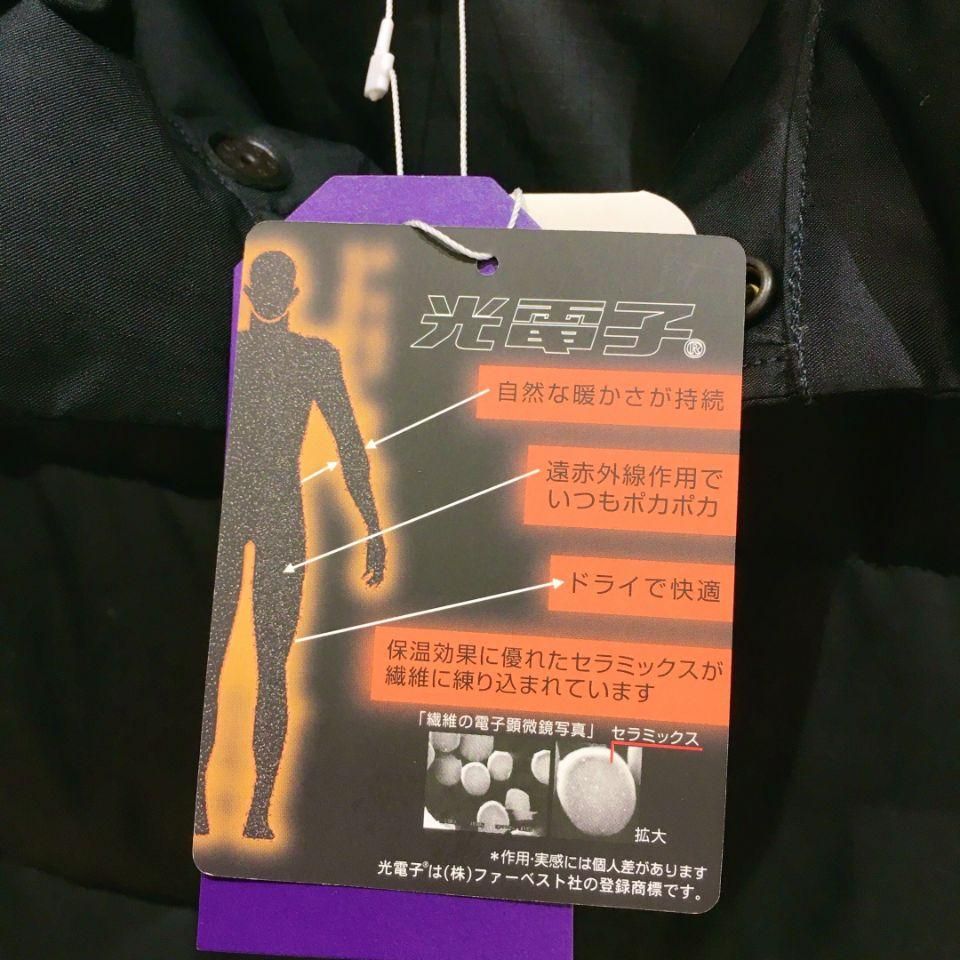 光電子®
自然な暖かさが持続
遠赤外線作用で
いつもポカポカ
ドライで快適
保温効果に優れたセラミックスが
繊維に練り込まれています
「繊維の電子顕微鏡写真」 セラミックス
拡大
*作用・実感には個人差があります
光電子®は(株)ファーベスト社の登録商標です。